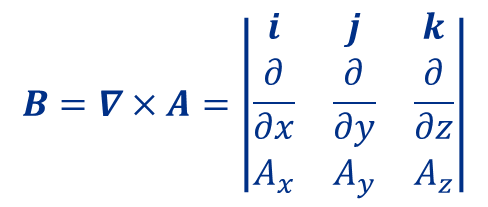 i j k
B = ∇ × A = | ∂/∂x ∂/∂y ∂/∂z |
A_x A_y A_z